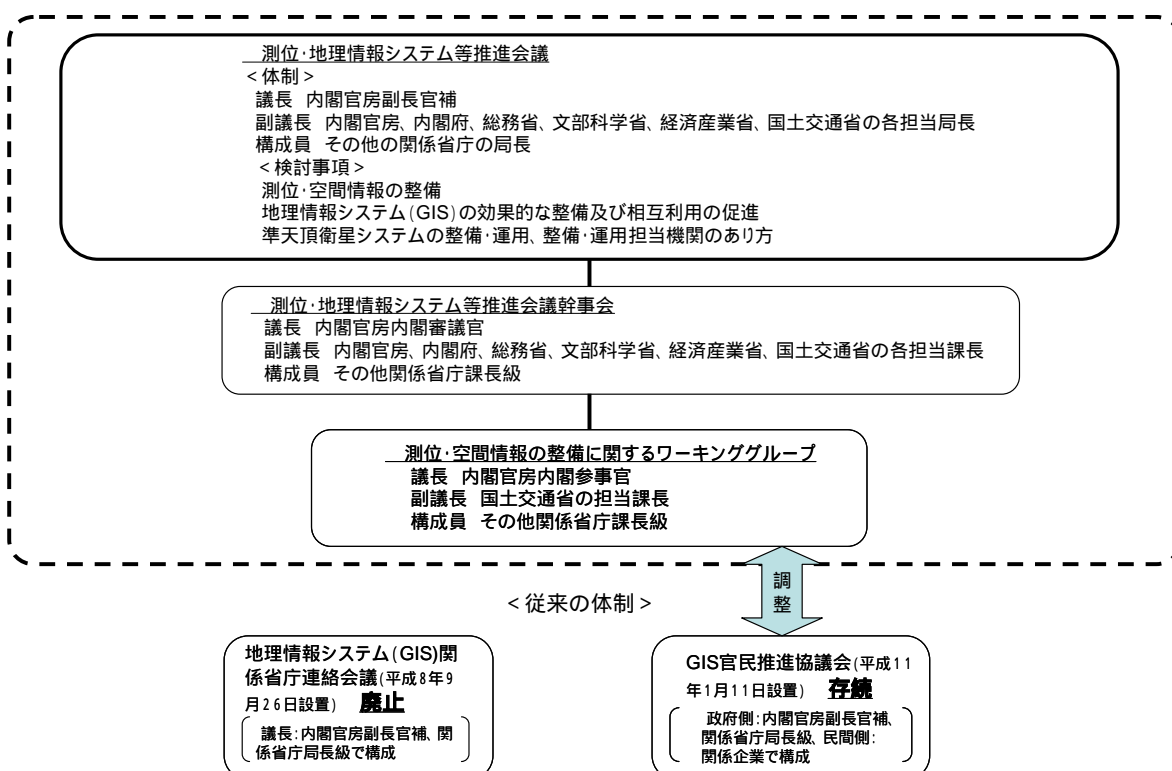 測位･地理情報システム等推進会議
<体制>
議長 内閣官房副長官補
副議長 内閣官房、内閣府、総務省、文部科学省、経済産業省、国土交通省の各担当局長
構成員 その他の関係省庁の局長
<検討事項>
測位･空間情報の整備
地理情報システム(GIS)の効果的な整備及び相互利用の促進
準天頂衛星システムの整備･運用、整備･運用担当機関のあり方
測位･地理情報システム等推進会議幹事会
議長 内閣官房内閣審議官
副議長 内閣官房、内閣府、総務省、文部科学省、経済産業省、国土交通省の各担当課長
構成員 その他関係省庁課長級
測位･空間情報の整備に関するワーキンググループ
議長 内閣官房内閣参事官
副議長 国土交通省の担当課長
構成員 その他関係省庁課長級
調
整
<従来の体制>
地理情報システム(GIS)関
係省庁連絡会議(平成8年9
月26日設置) 廃止
議長:内閣官房副長官補、関
係省庁局長級で構成
GIS官民推進協議会(平成11
年1月11日設置) 存続
政府側:内閣官房副長官補、
関係省庁局長級、民間側:
関係企業で構成